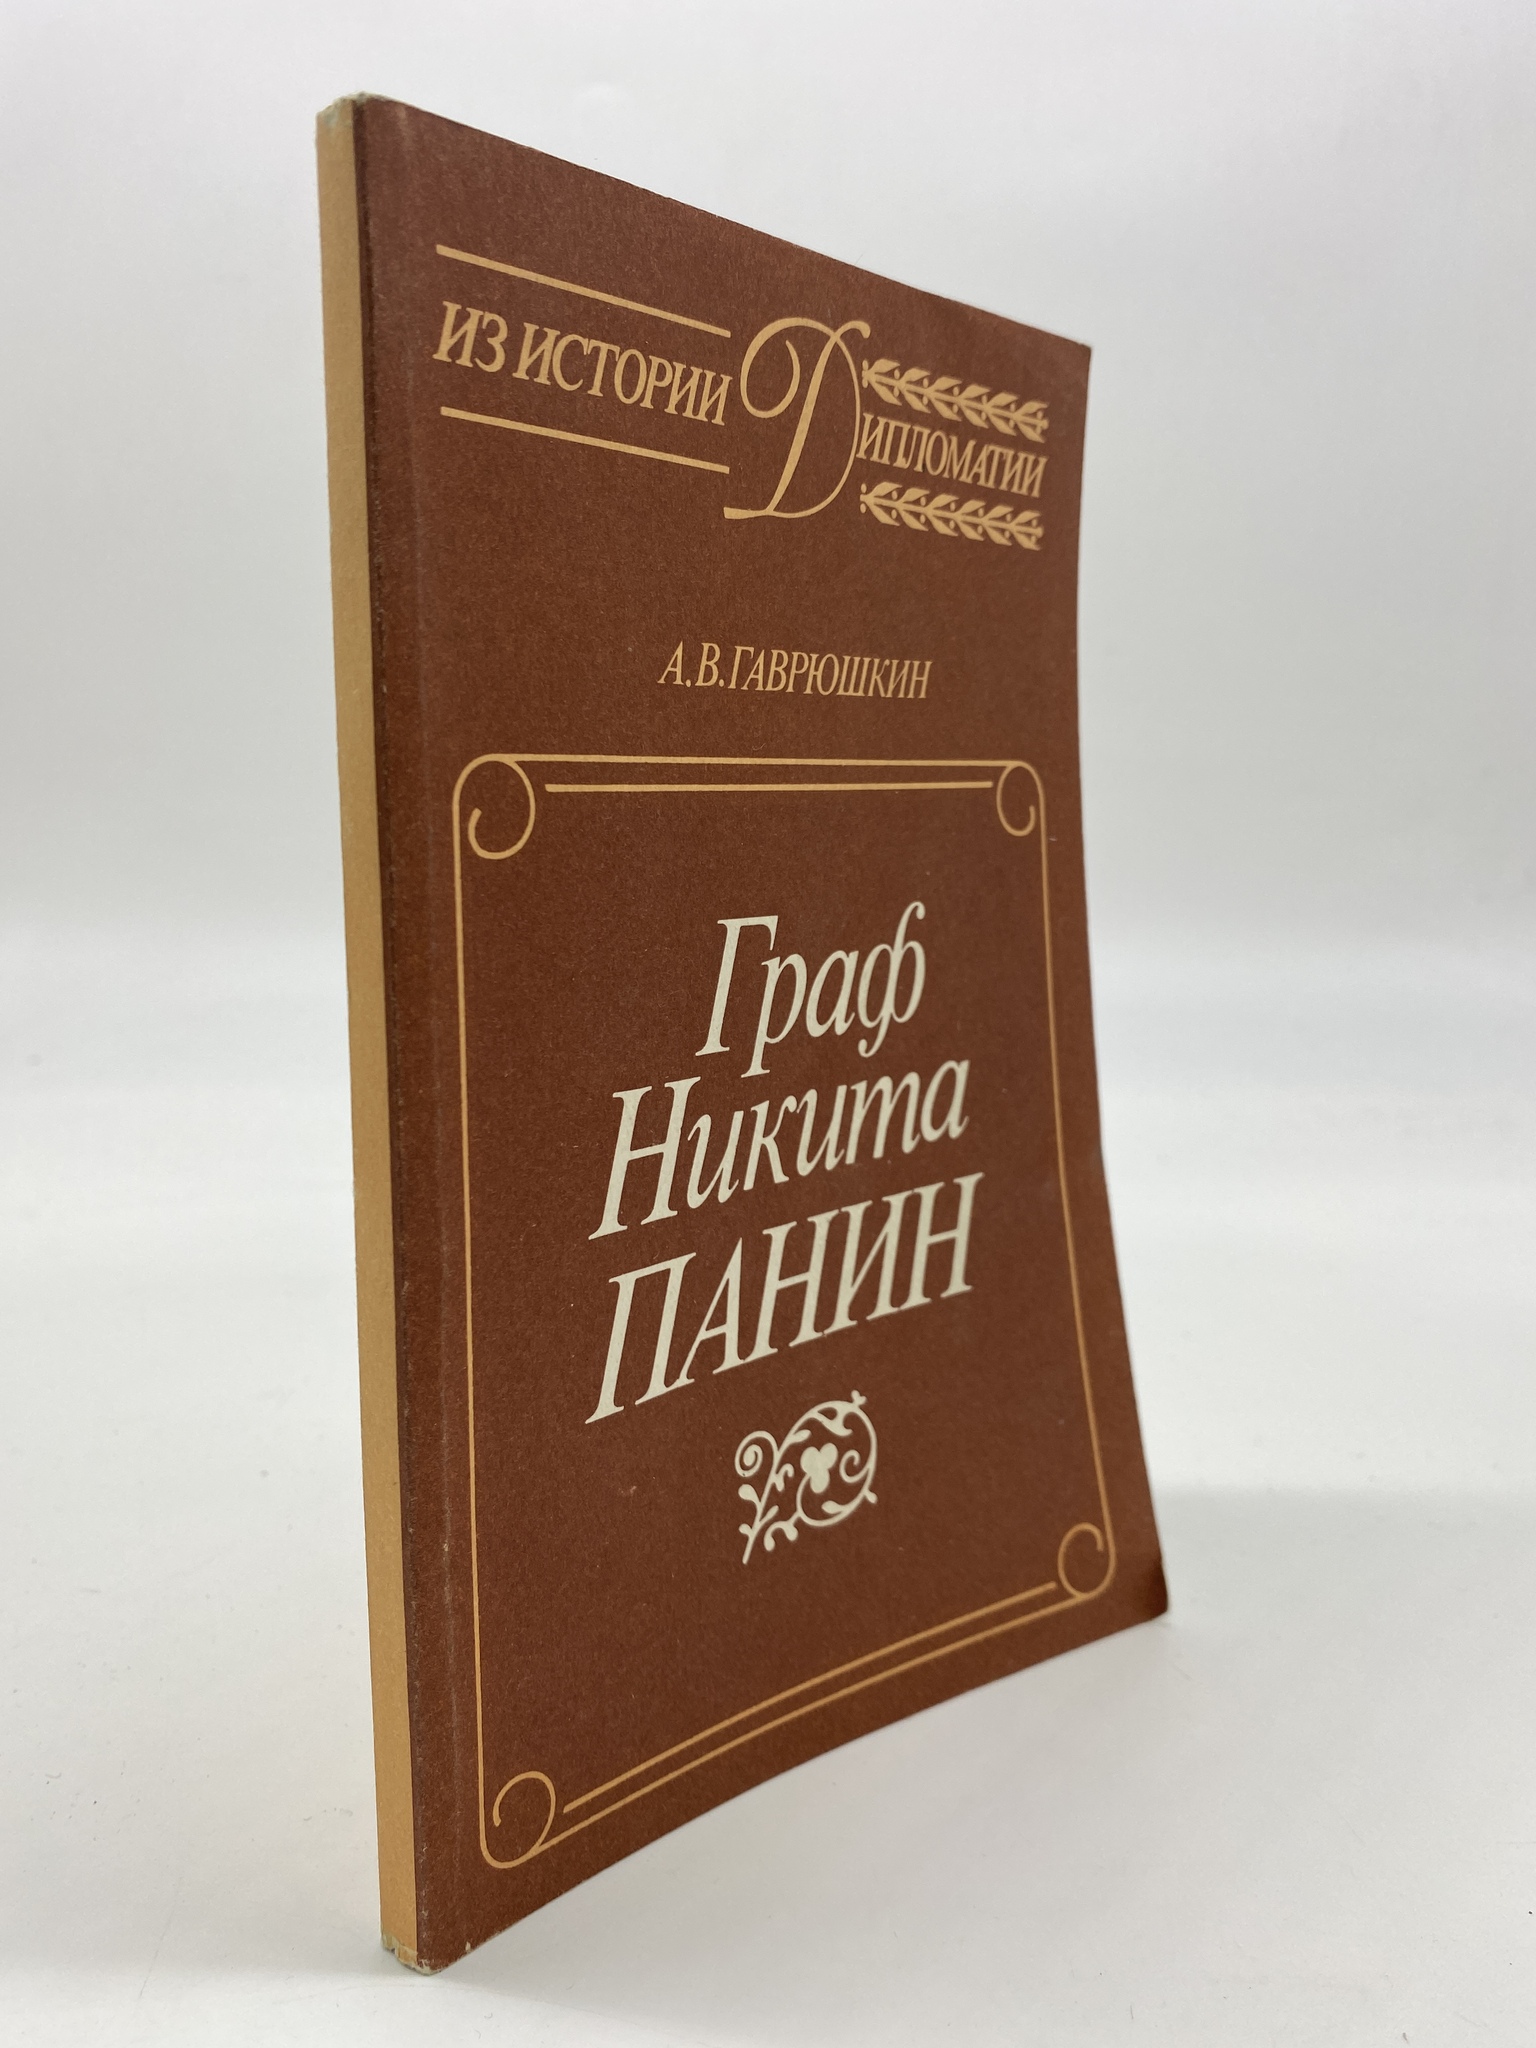 ИЗ ИСТОРИИ ДИПЛОМАТИИ
А.В.ГАВРЮШКИН
Граф
Никита
ПАНИН